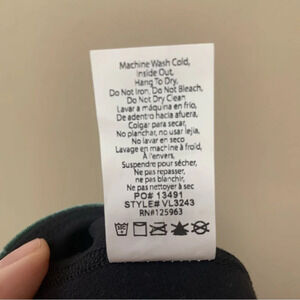 Machine Wash Cold,
Inside Out,
Hang To Dry,
Do Not Iron, Do Not Bleach,
Do Not Dry Clean
Lavar a máquina en frío,
De adentro hacia afuera,
Colgar para secar,
No planchar, no usar lejia,
No lavar en seco
Lavage en machine à froid,
À l'envers,
Suspendre pour sécher,
Ne pas repasser,
ne pas blanchir,
Ne pas nettoyer à sec
PO# 13491
STYLE# VL3243
RN#125963